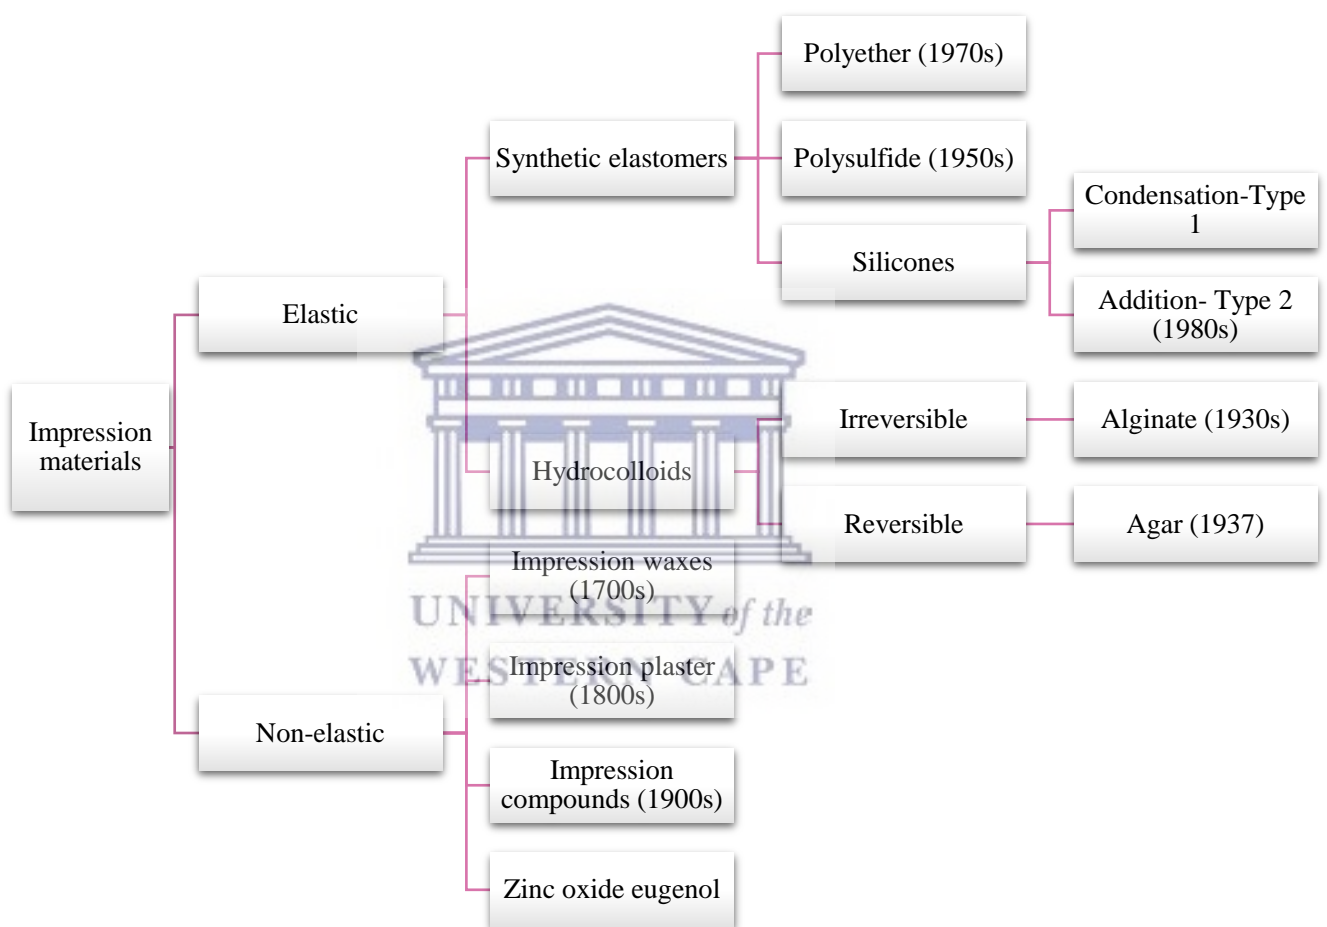 Impression
materials
Elastic
Synthetic elastomers
Polyether (1970s)
Polysulfide (1950s)
Silicones
Condensation-Type
1
Addition- Type 2
(1980s)
Hydrocolloids
Irreversible
Alginate (1930s)
Reversible
Agar (1937)
Non-elastic
Impression waxes
(1700s)
Impression plaster
(1800s)
Impression
compounds (1900s)
Zinc oxide eugenol
UNIVERSITY of the
WESTERN CAPE